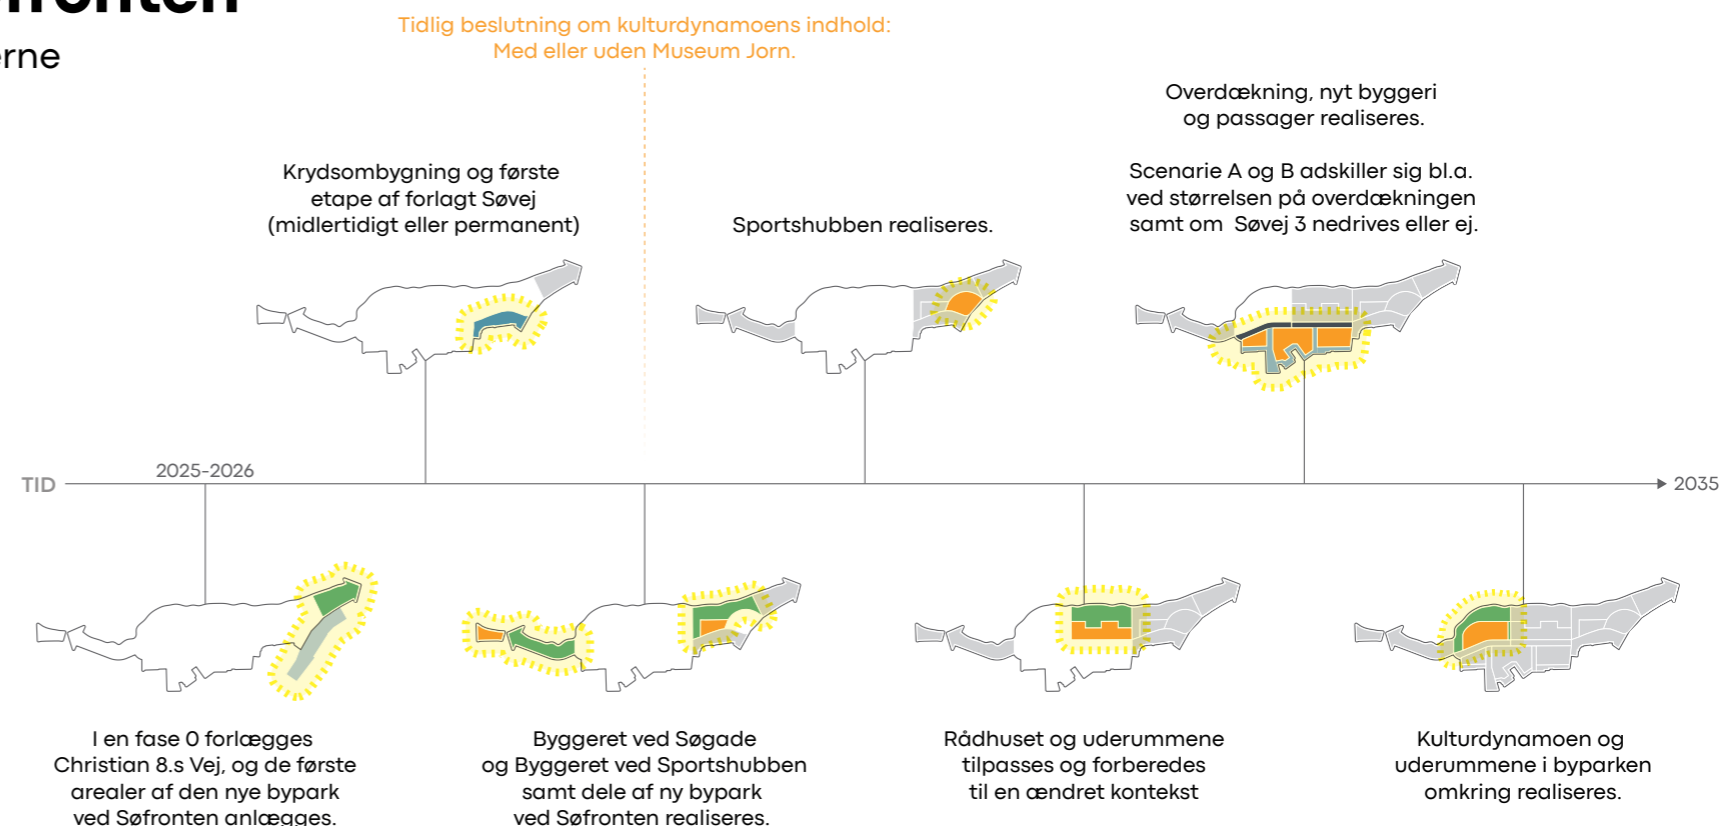 Tidlig beslutning om kulturdynamoens indhold:
Med eller uden Museum Jorn.
Overdækning, nyt byggeri
og passager realiseres.
Scenarie A og B adskiller sig bl.a.
ved størrelsen på overdækningen
samt om Søvej 3 nedrives eller ej.
Krydsombygning og første
etape af forlagt Søvej
(midlertidigt eller permanent)
Sportshubben realiseres.
TID
2025-2026
2035
I en fase 0 forlægges
Christian 8.s Vej, og de første
arealer af den nye bypark
ved Søfronten anlægges.
Byggeret ved Søgade
og Byggeret ved Sportshubben
samt dele af ny bypark
ved Søfronten realiseres.
Rådhuset og uderummene
tilpasses og forberedes
til en ændret kontekst
Kulturdynamoen og
uderummene i byparken
omkring realiseres.